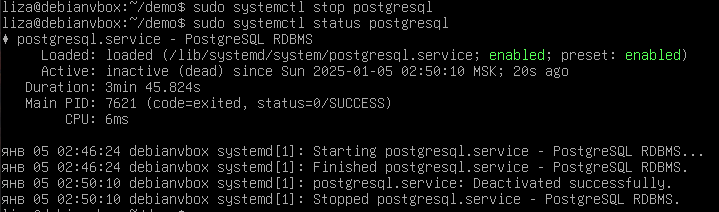 liza@debianvbox:~/demo$ sudo systemctl stop postgresql
liza@debianvbox:~/demo$ sudo systemctl status postgresql
♦ postgresql.service - PostgreSQL RDBMS
Loaded: loaded (/lib/systemd/system/postgresql.service; enabled; preset: enabled)
Active: inactive (dead) since Sun 2025-01-05 02:50:10 MSK; 20s ago
Duration: 3min 45.824s
Main PID: 7621 (code=exited, status=0/SUCCESS)
CPU: 6ms
янв 05 02:46:24 debianvbox systemd[1]: Starting postgresql.service - PostgreSQL RDBMS...
янв 05 02:46:24 debianvbox systemd[1]: Finished postgresql.service - PostgreSQL RDBMS.
янв 05 02:50:10 debianvbox systemd[1]: postgresql.service: Deactivated successfully.
янв 05 02:50:10 debianvbox systemd[1]: Stopped postgresql.service - PostgreSQL RDBMS.